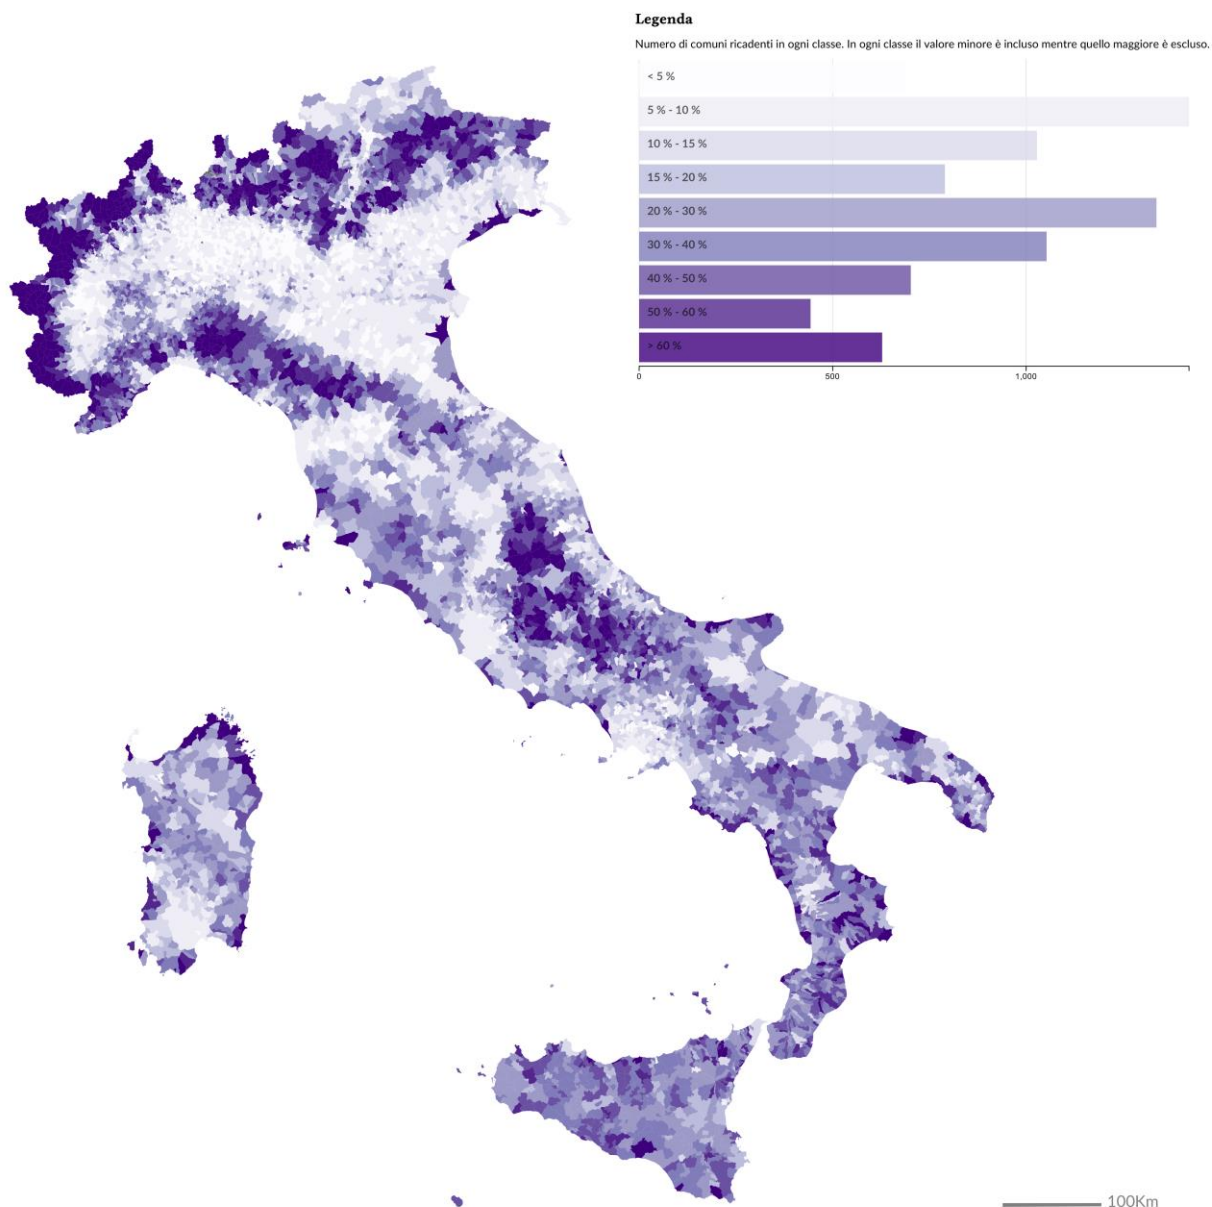 Legenda
Numero di comuni ricadenti in ogni classe. In ogni classe il valore minore è incluso mentre quello maggiore è escluso.
< 5 %
5 % - 10 %
10 % - 15 %
15 % - 20 %
20 % - 30 %
30 % - 40 %
40 % - 50 %
50 % - 60 %
> 60 %
0 500 1,000
100Km